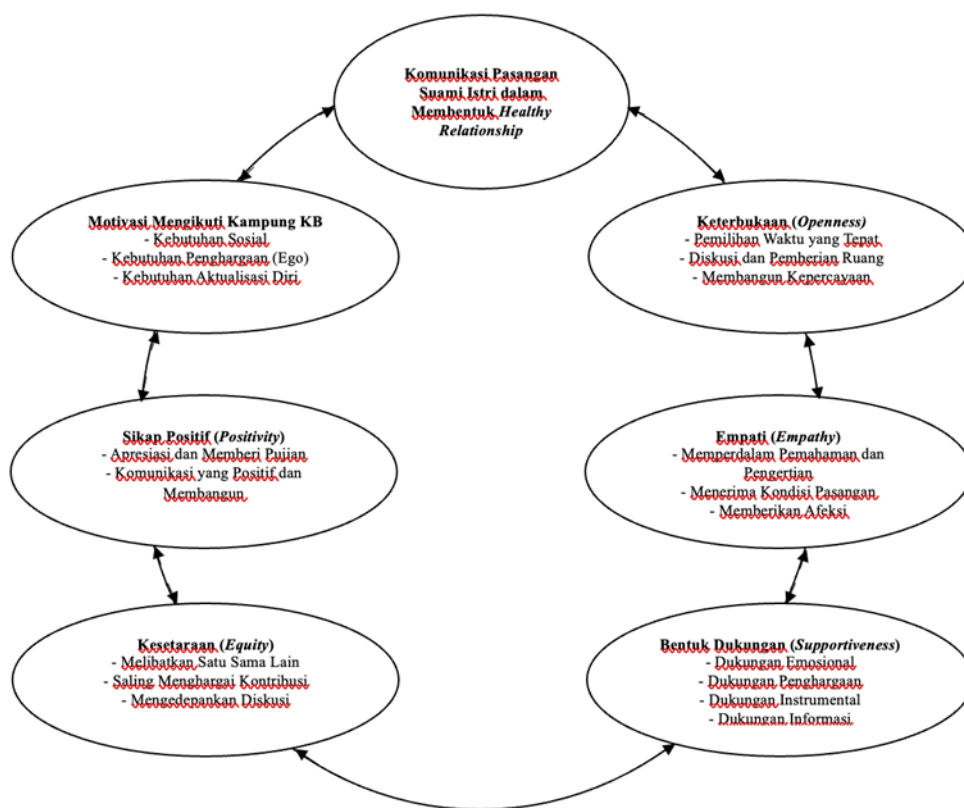 Komunikasi Pasangan
Suami Istri dalam
Membentuk Healthy
Relationship
Motivasi Mengikuti Kampung KB
- Kebutuhan Sosial
- Kebutuhan Penghargaan (Ego)
- Kebutuhan Aktualisasi Diri
Keterbukaan (Openness)
- Pemilihan Waktu yang Tepat
- Diskusi dan Pemberian Ruang
- Membangun Kepercayaan
Sikap Positif (Positivity)
- Apresiasi dan Memberi Pujian
- Komunikasi yang Positif dan
Membangun
Empati (Empathy)
- Memperdalam Pemahaman dan
Pengertian
- Menerima Kondisi Pasangan
- Memberikan Afeksi
Kesetaraan (Equity)
- Melibatkan Satu Sama Lain
- Saling Menghargai Kontribusi
- Mengedepankan Diskusi
Bentuk Dukungan (Supportiveness)
- Dukungan Emosional
- Dukungan Penghargaan
- Dukungan Instrumental
- Dukungan Informasi